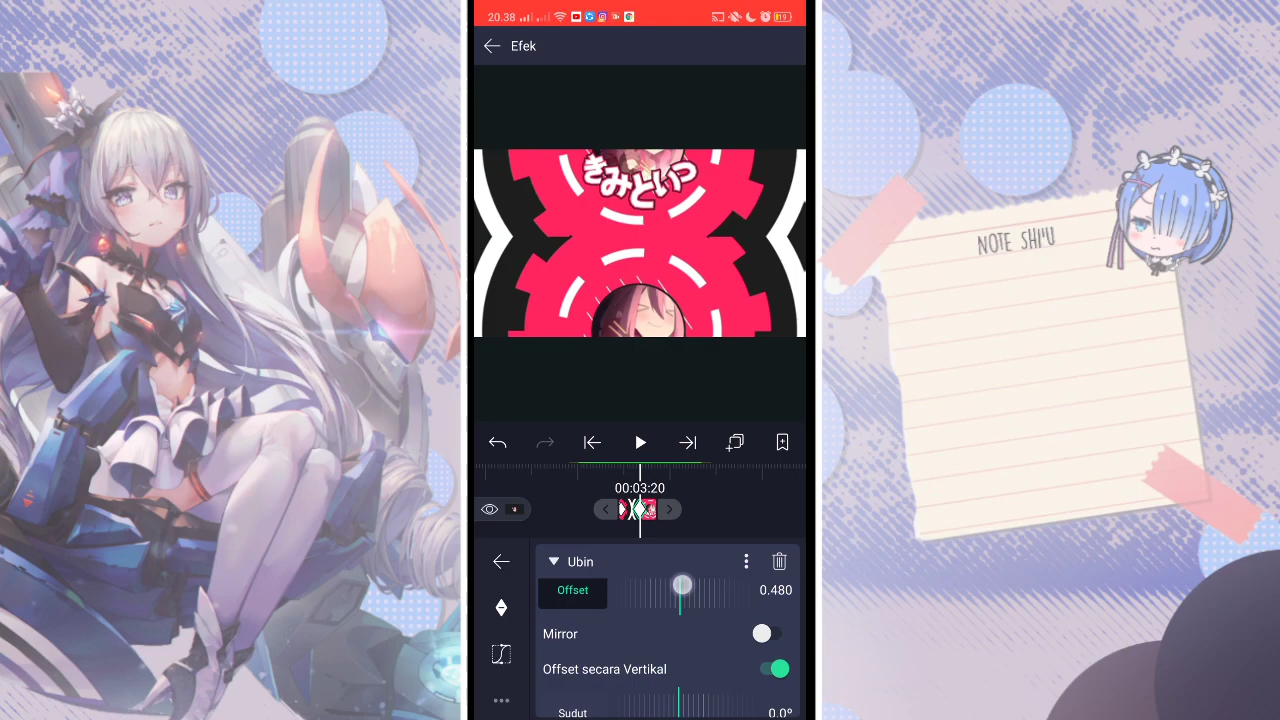 20.38
19
Efek
きみといつ
NOTE SHI'U
00:03:20
Ubin
Offset
0.480
Mirror
Offset secara Vertikal
Sudut
0.0°